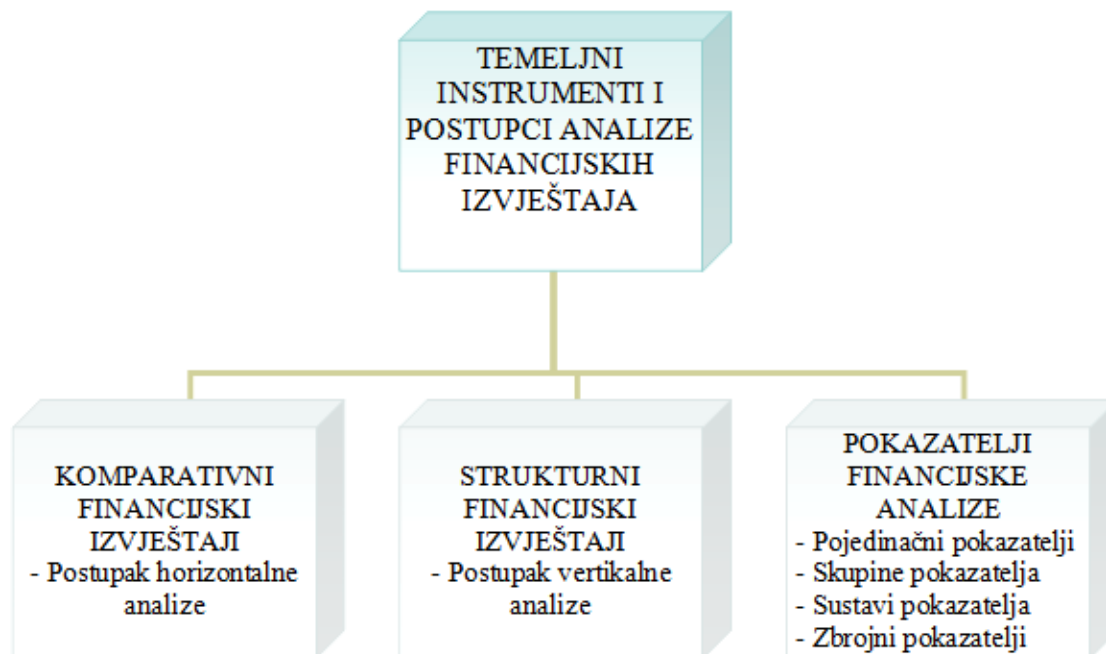 TEMELJNI
INSTRUMENTI I
POSTUPCI ANALIZE
FINANCIJSKIH
IZVJEŠTAJA
KOMPARATIVNI
FINANCIJSKI
IZVJEŠTAJI
- Postupak horizontalne
analize
STRUKTURNI
FINANCIJSKI
IZVJEŠTAJI
- Postupak vertikalne
analize
POKAZATELJI
FINANCIJSKE
ANALIZE
- Pojedinačni pokazatelji
- Skupine pokazatelja
- Sustavi pokazatelja
- Zbrojni pokazatelji